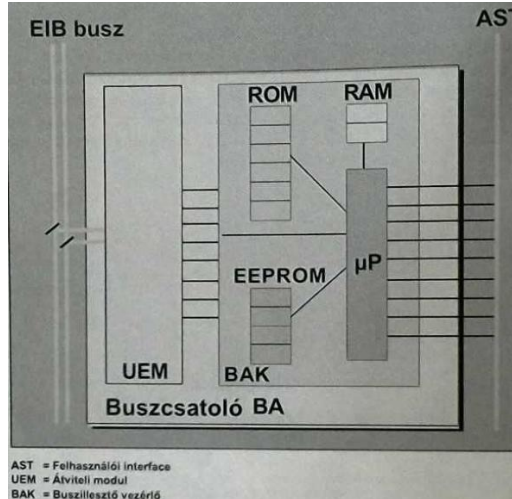 EIB busz
AST
ROM
RAM
EEPROM
µP
UEM
BAK
Buszcsatoló BA
AST = Felhasználói interface
UEM = Átviteli modul
BAK = Buszillesztő vezérlő